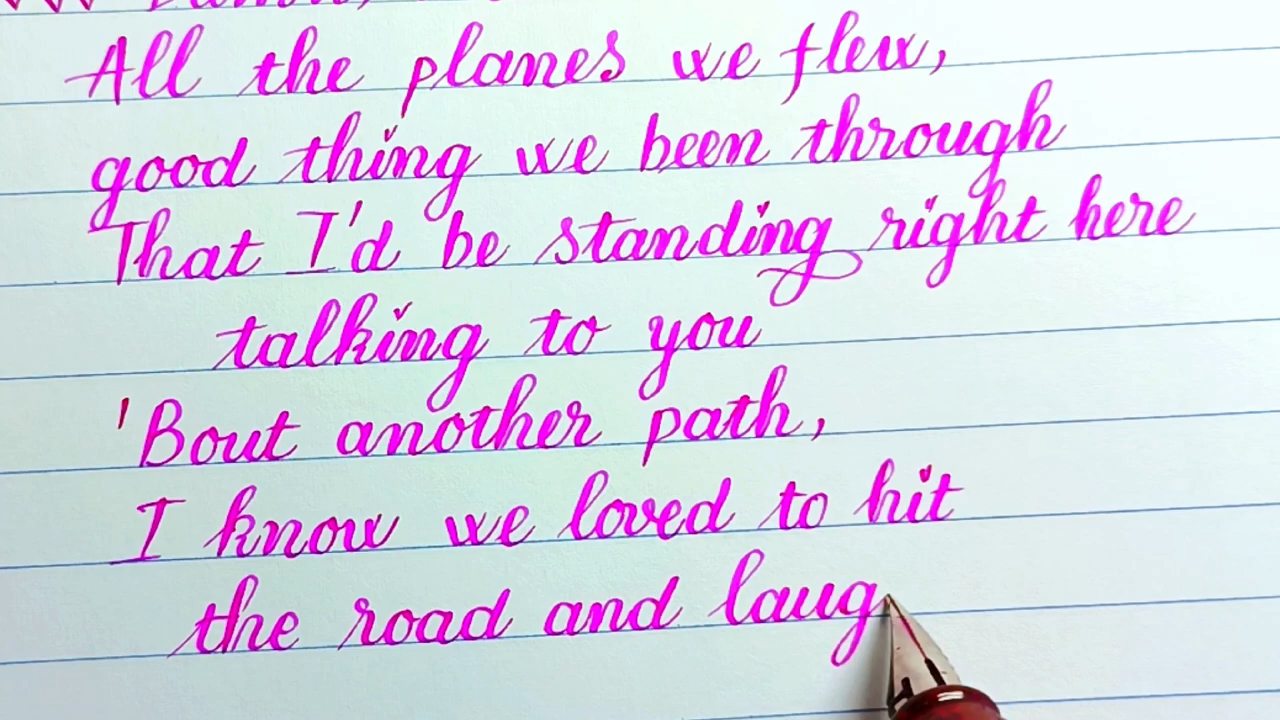 All the planes we flew,
good thing we been through
That I'd be standing right here
talking to you
'Bout another path,
I know we loved to hit
the road and laug